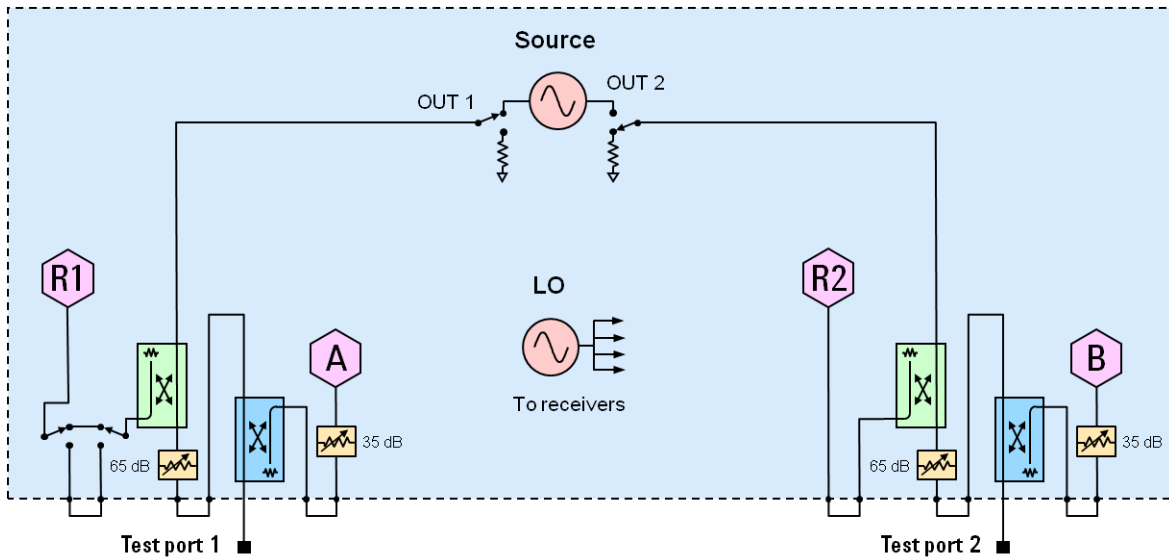 Source
OUT 1
OUT 2
R1
LO
R2
A
B
To receivers
35 dB
35 dB
65 dB
65 dB
Test port 1
Test port 2